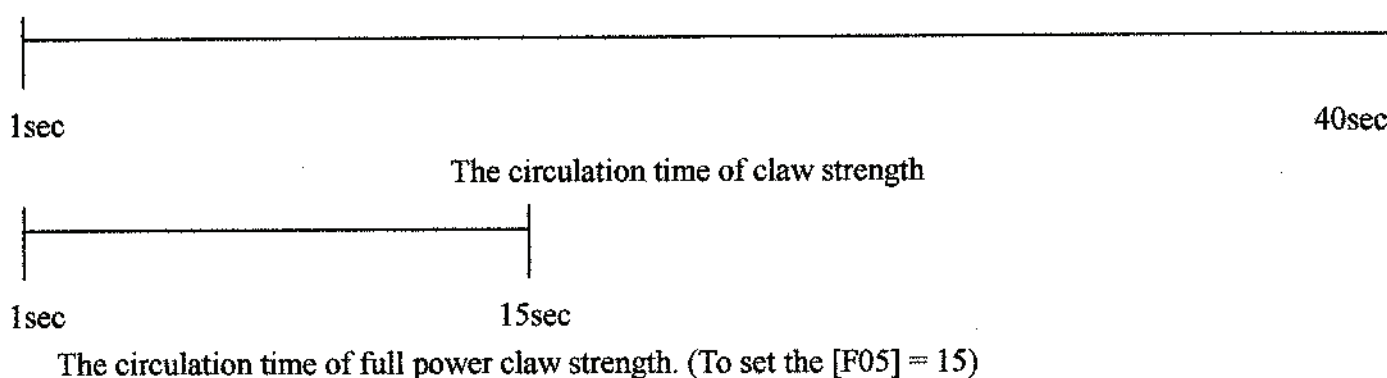 1sec 40sec
The circulation time of claw strength
1sec 15sec
The circulation time of full power claw strength. (To set the [F05] = 15)